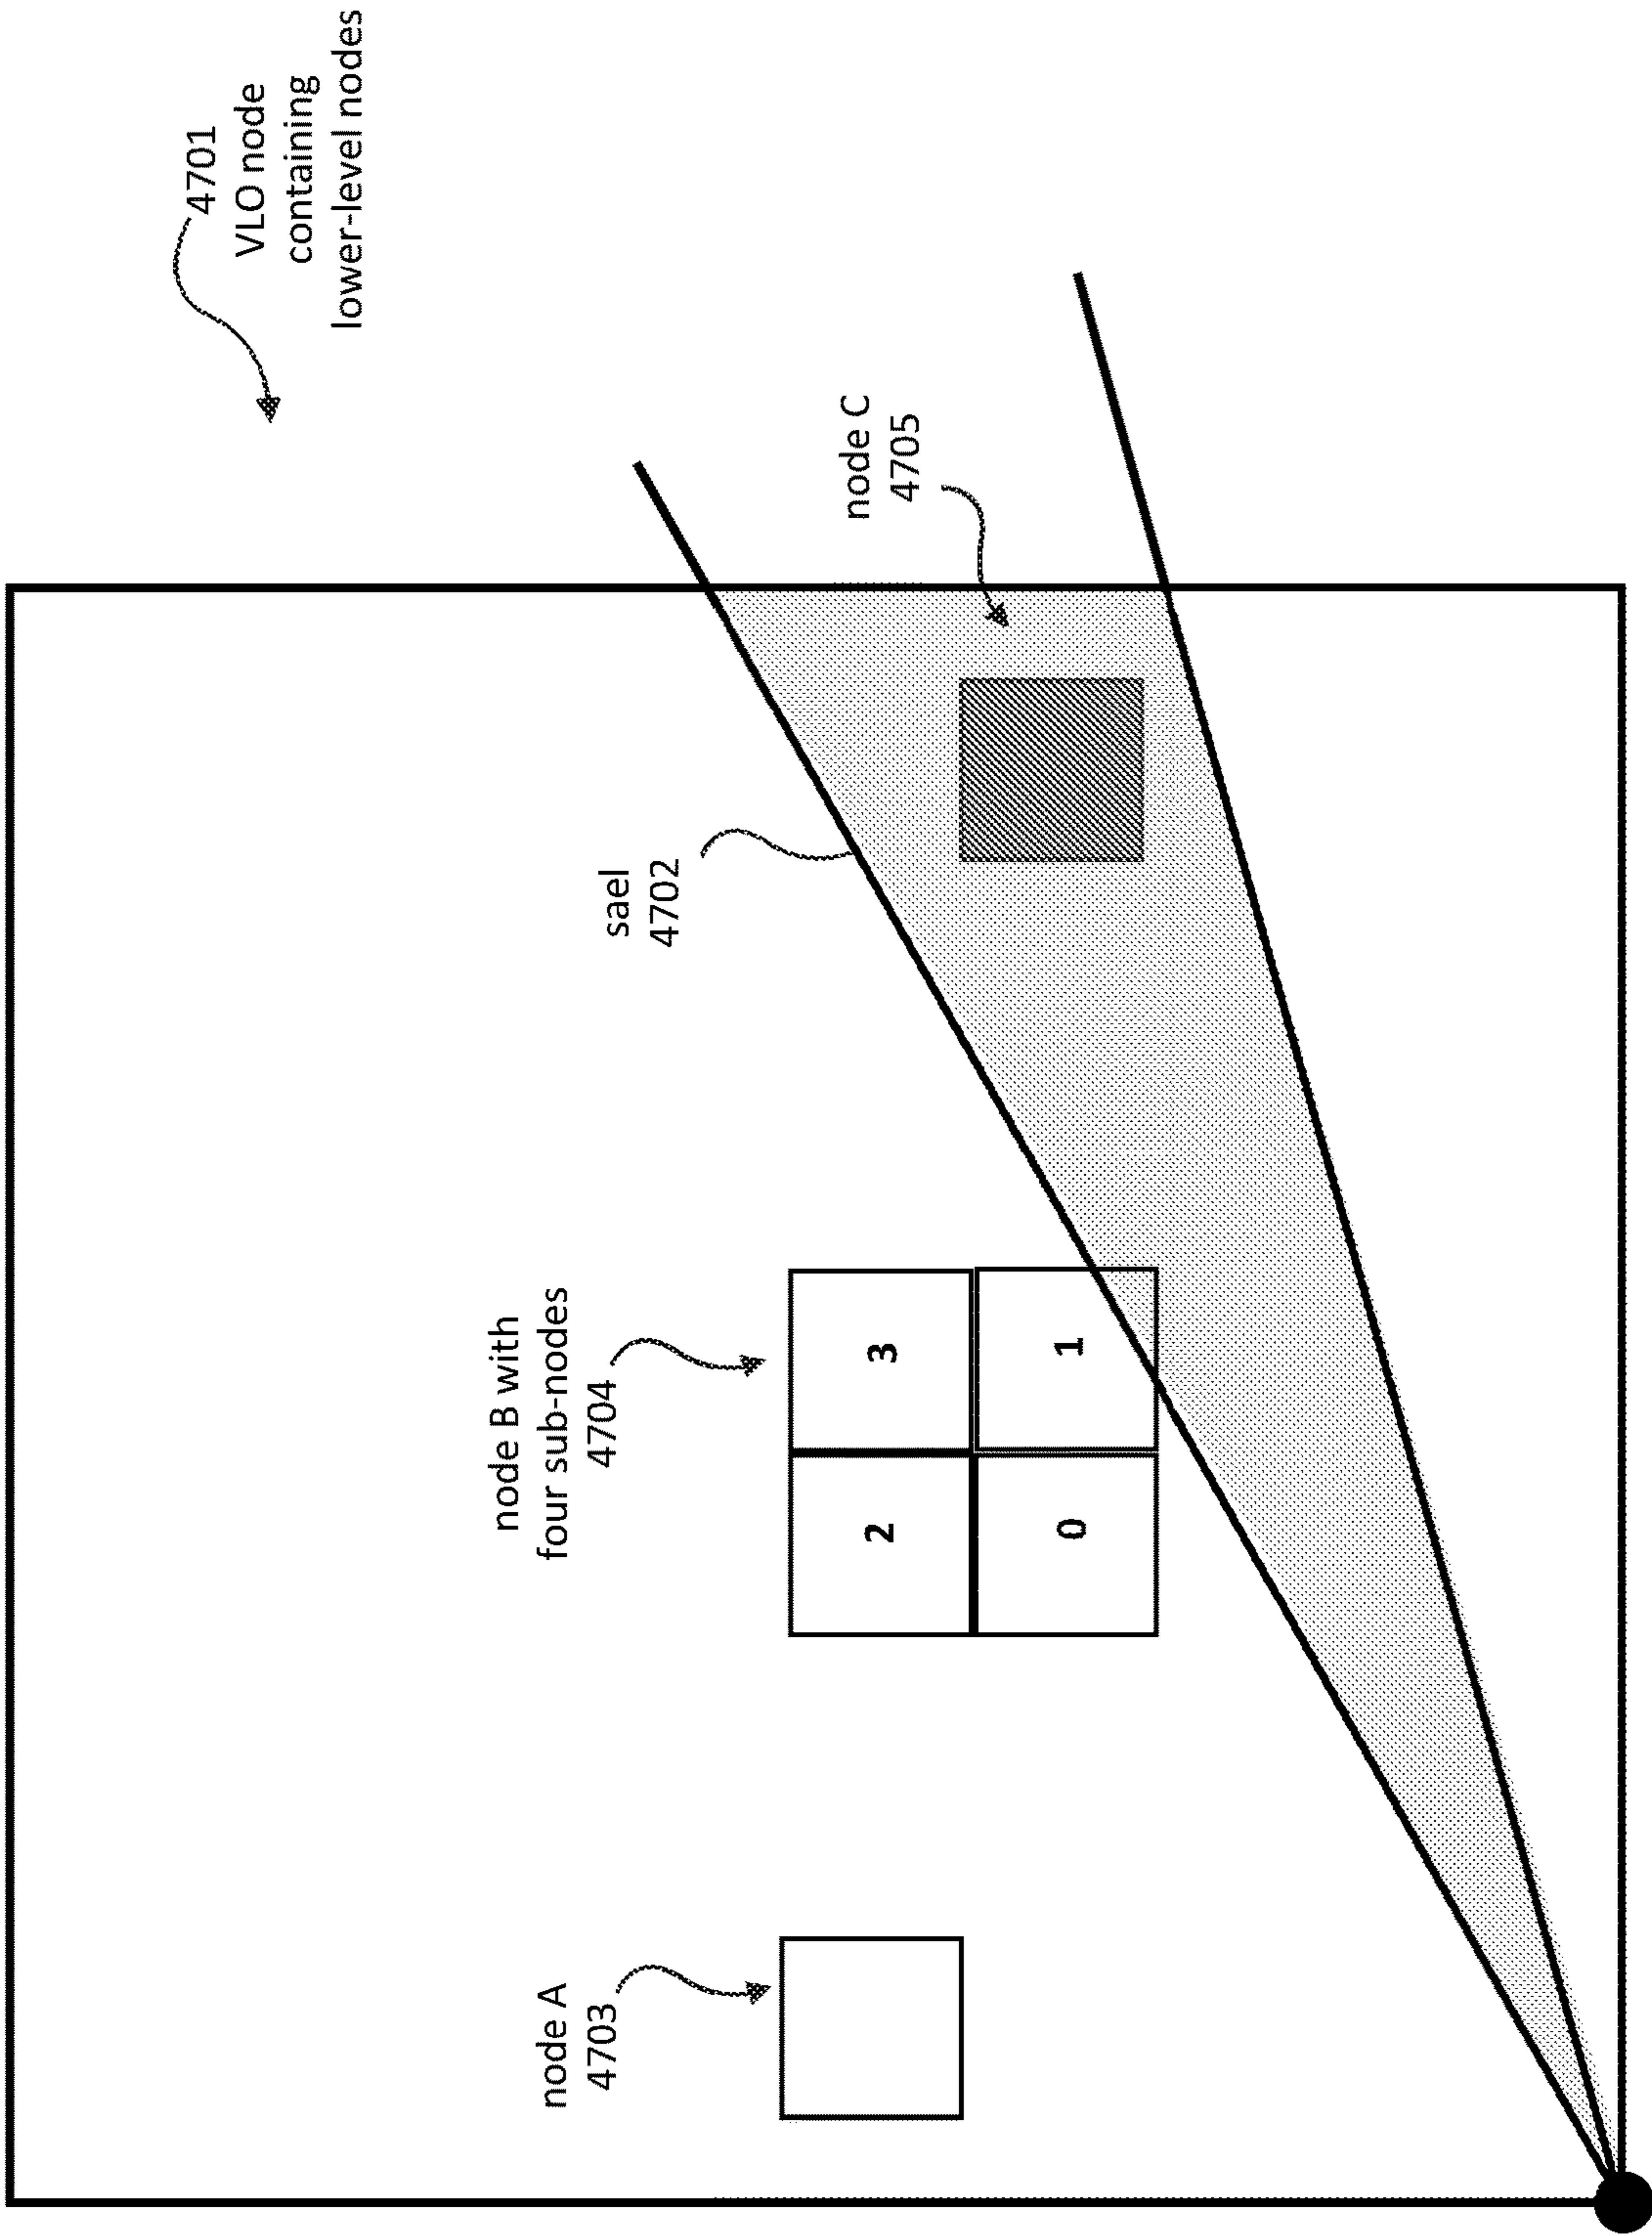 4701
VLO node
containing
lower-level nodes
sael
4702
node C
4705
node B with
four sub-nodes
4704
2
3
0
1
node A
4703